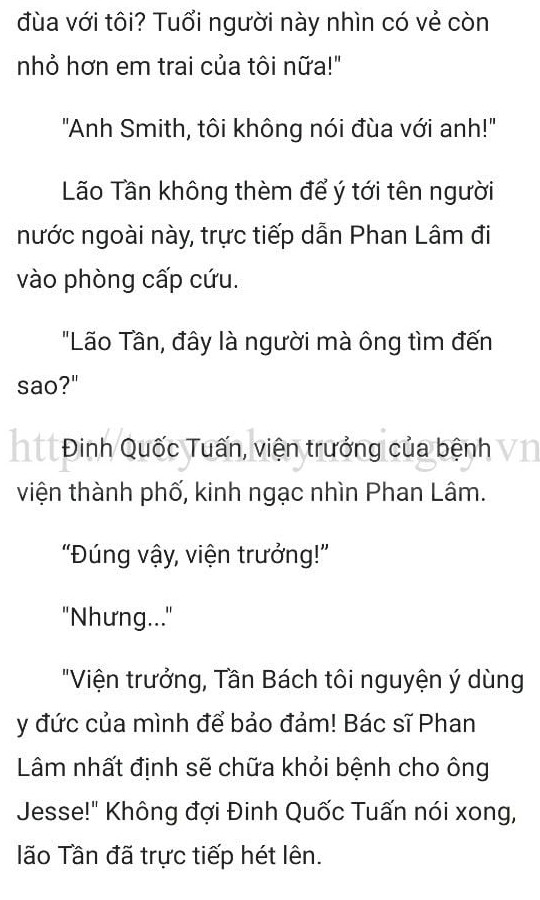 đùa với tôi? Tuổi người này nhìn có vẻ còn
nhỏ hơn em trai của tôi nữa!"
"Anh Smith, tôi không nói đùa với anh!"
Lão Tần không thèm để ý tới tên người
nước ngoài này, trực tiếp dẫn Phan Lâm đi
vào phòng cấp cứu.
"Lão Tần, đây là người mà ông tìm đến
sao?"
http://truyenhaymoingay.vn
Đinh Quốc Tuấn, viện trưởng của bệnh
viện thành phố, kinh ngạc nhìn Phan Lâm.
“Đúng vậy, viện trưởng!”
"Nhưng..."
"Viện trưởng, Tần Bách tôi nguyện ý dùng
y đức của mình để bảo đảm! Bác sĩ Phan
Lâm nhất định sẽ chữa khỏi bệnh cho ông
Jesse!" Không đợi Đinh Quốc Tuấn nói xong,
lão Tần đã trực tiếp hét lên.